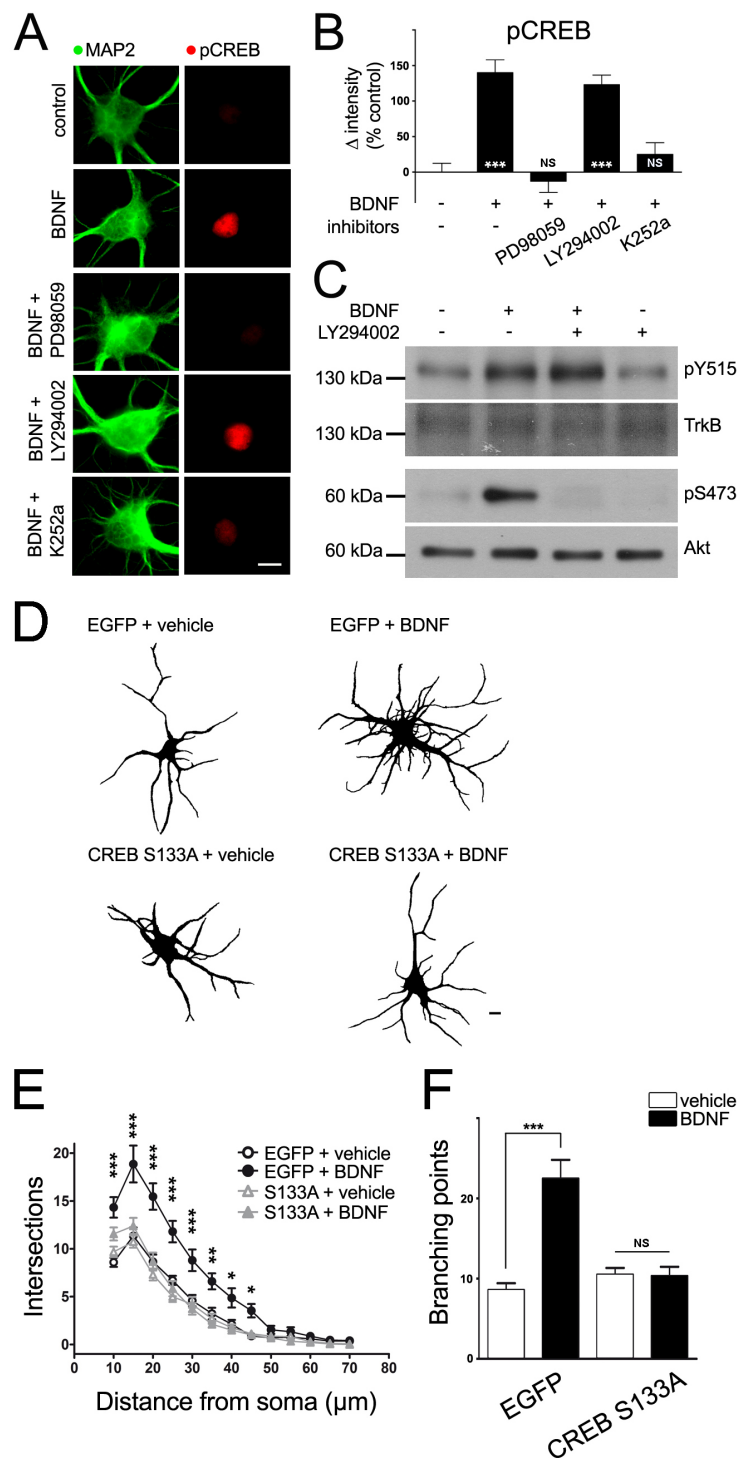 A
MAP2 pCREB
control
BDNF
BDNF +
PD98059
BDNF +
LY294002
BDNF +
K252a
B
pCREB
Δ intensity
(% control)
150
100
50
0
*** NS *** NS
BDNF - + + + +
inhibitors - - PD98059 LY294002 K252a
C
BDNF - + + -
LY294002 - - + +
130 kDa pY515
130 kDa TrkB
60 kDa pS473
60 kDa Akt
D
EGFP + vehicle EGFP + BDNF
CREB S133A + vehicle CREB S133A + BDNF
E
Intersections
20
15
10
5
0
*** *** *** *** *** ** * *
EGFP + vehicle
EGFP + BDNF
S133A + vehicle
S133A + BDNF
0 10 20 30 40 50 60 70 80
Distance from soma (µm)
F
vehicle
BDNF
Branching points
20
10
0
***
NS
EGFP
CREB S133A